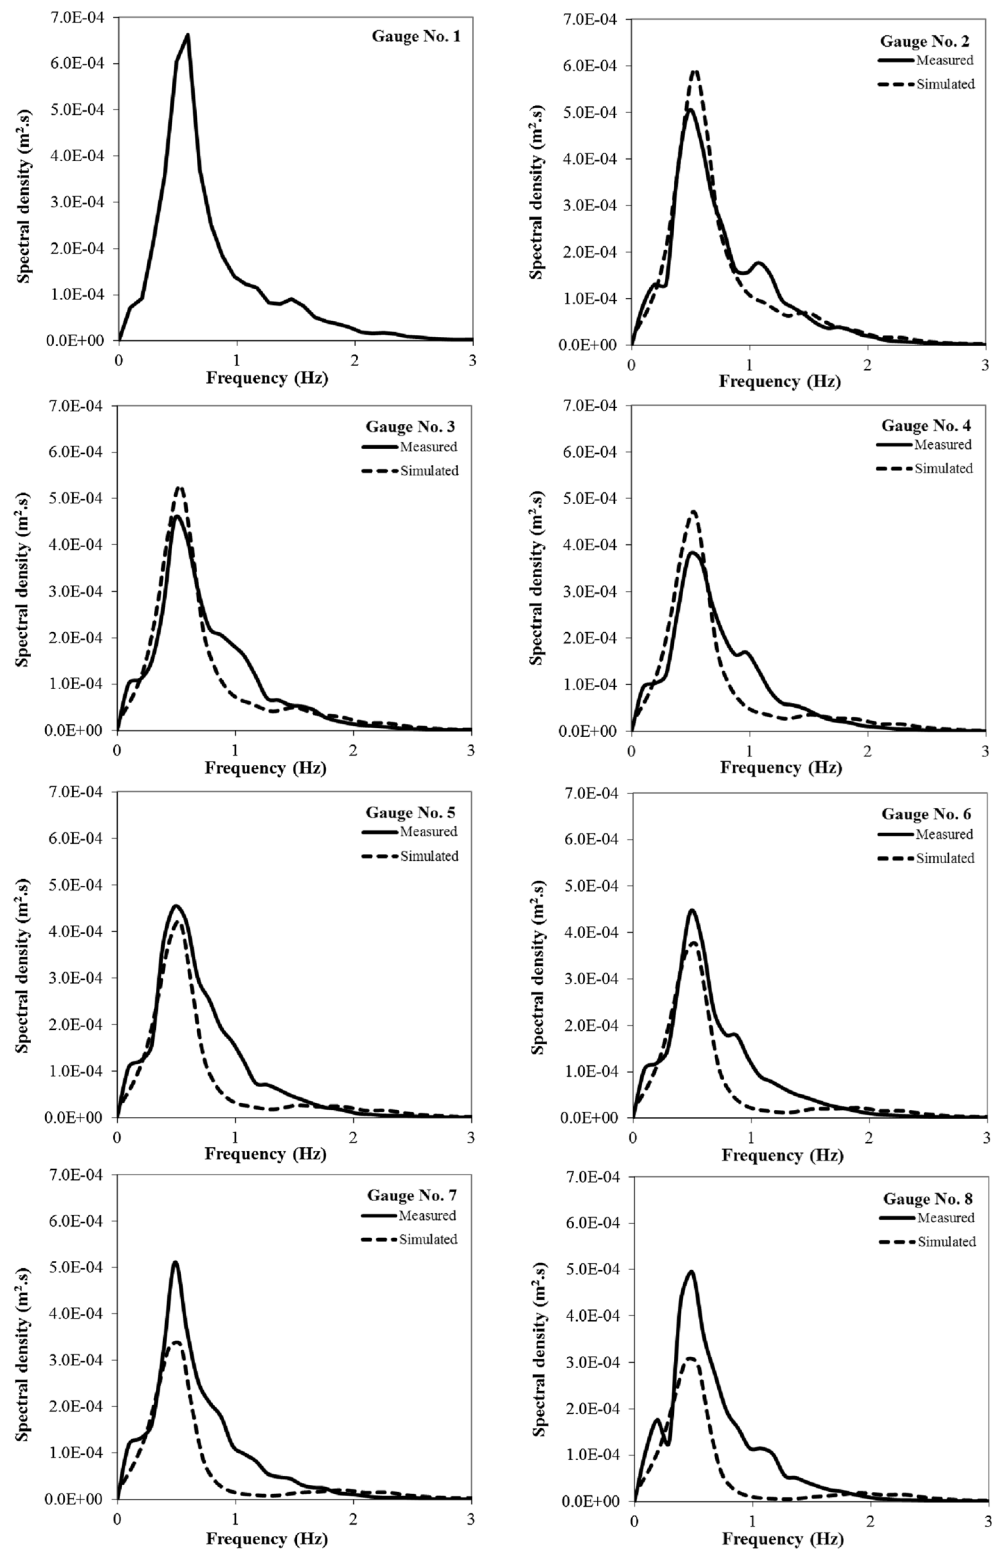 Gauge No. 1
Spectral density (m².s)
7.0E-04
6.0E-04
5.0E-04
4.0E-04
3.0E-04
2.0E-04
1.0E-04
0.0E+00
0 1 2 3
Frequency (Hz)
Gauge No. 2
Measured
Simulated
Spectral density (m².s)
7.0E-04
6.0E-04
5.0E-04
4.0E-04
3.0E-04
2.0E-04
1.0E-04
0.0E+00
0 1 2 3
Frequency (Hz)
Gauge No. 3
Measured
Simulated
Spectral density (m².s)
7.0E-04
6.0E-04
5.0E-04
4.0E-04
3.0E-04
2.0E-04
1.0E-04
0.0E+00
0 1 2 3
Frequency (Hz)
Gauge No. 4
Measured
Simulated
Spectral density (m².s)
7.0E-04
6.0E-04
5.0E-04
4.0E-04
3.0E-04
2.0E-04
1.0E-04
0.0E+00
0 1 2 3
Frequency (Hz)
Gauge No. 5
Measured
Simulated
Spectral density (m².s)
7.0E-04
6.0E-04
5.0E-04
4.0E-04
3.0E-04
2.0E-04
1.0E-04
0.0E+00
0 1 2 3
Frequency (Hz)
Gauge No. 6
Measured
Simulated
Spectral density (m².s)
7.0E-04
6.0E-04
5.0E-04
4.0E-04
3.0E-04
2.0E-04
1.0E-04
0.0E+00
0 1 2 3
Frequency (Hz)
Gauge No. 7
Measured
Simulated
Spectral density (m².s)
7.0E-04
6.0E-04
5.0E-04
4.0E-04
3.0E-04
2.0E-04
1.0E-04
0.0E+00
0 1 2 3
Frequency (Hz)
Gauge No. 8
Measured
Simulated
Spectral density (m².s)
7.0E-04
6.0E-04
5.0E-04
4.0E-04
3.0E-04
2.0E-04
1.0E-04
0.0E+00
0 1 2 3
Frequency (Hz)